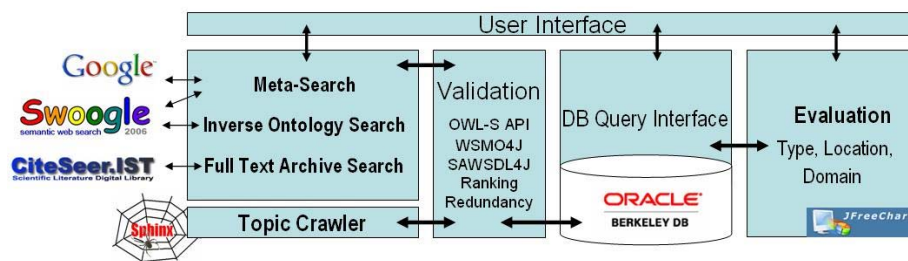 User Interface
Google
Swoogle
semantic web search 2006
CiteSeer.IST
Scientific Literature Digital Library
Sphinx
Meta-Search
Inverse Ontology Search
Full Text Archive Search
Topic Crawler
Validation
OWL-S API
WSMO4J
SAWSDL4J
Ranking
Redundancy
DB Query Interface
ORACLE
BERKELEY DB
Evaluation
Type, Location,
Domain
JFreeChar